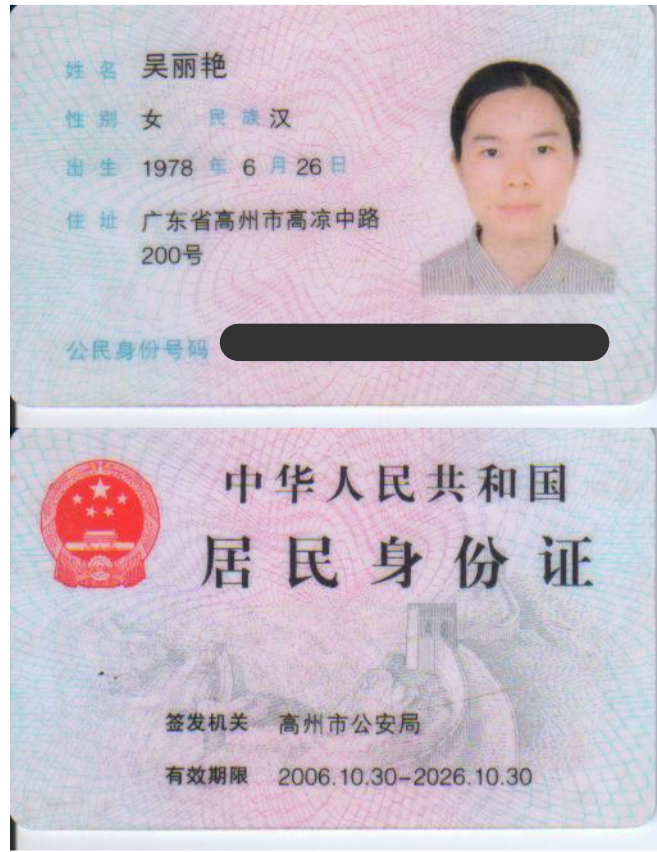 姓名 吴丽艳
性别 女 民族 汉
出生 1978 年 6 月 26 日
住址 广东省高州市高凉中路
200号
公民身份号码
中华人民共和国
居民身份证
签发机关 高州市公安局
有效期限 2006.10.30-2026.10.30